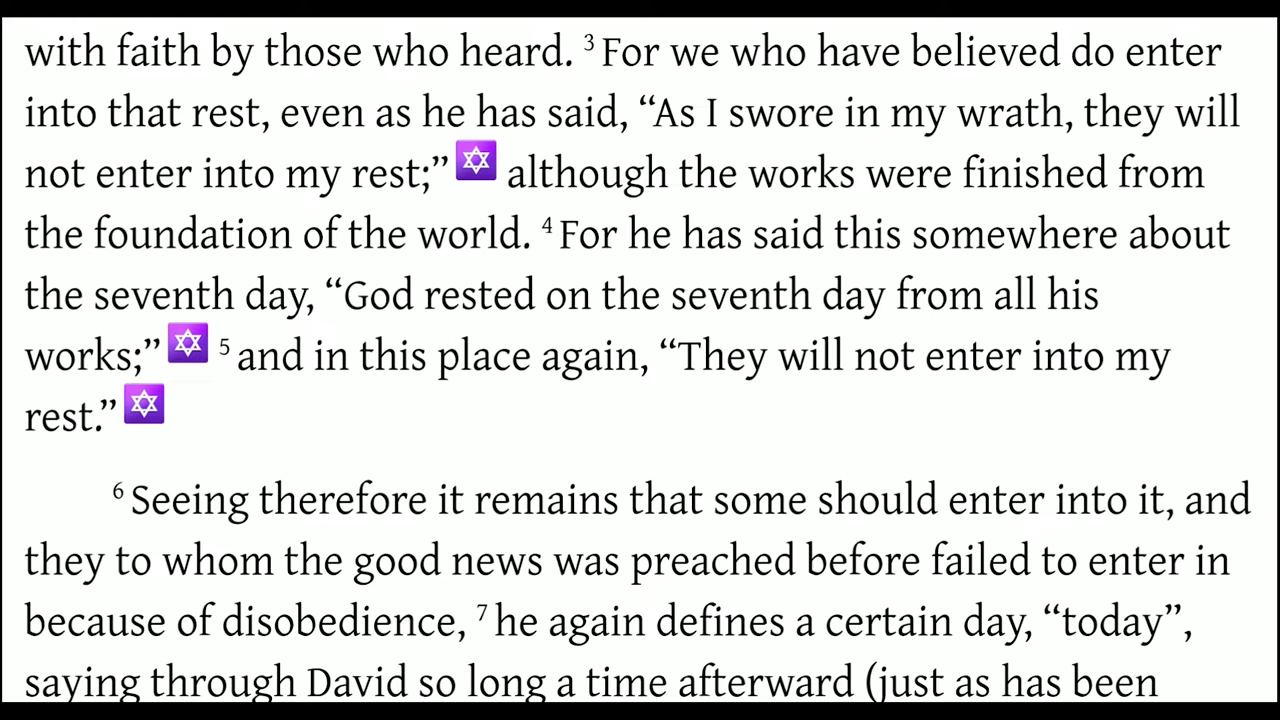 with faith by those who heard. ³ For we who have believed do enter
into that rest, even as he has said, “As I swore in my wrath, they will
not enter into my rest;” ✡ although the works were finished from
the foundation of the world. ⁴ For he has said this somewhere about
the seventh day, “God rested on the seventh day from all his
works;” ✡ ⁵ and in this place again, “They will not enter into my
rest.” ✡
⁶ Seeing therefore it remains that some should enter into it, and
they to whom the good news was preached before failed to enter in
because of disobedience, ⁷ he again defines a certain day, “today”,
saying through David so long a time afterward (just as has been